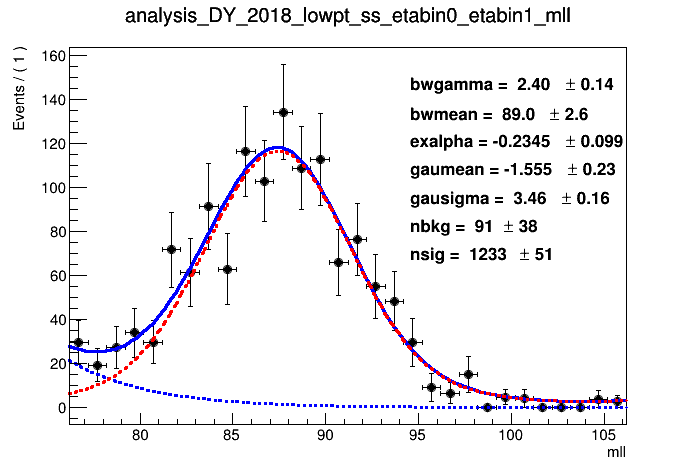 analysis_DY_2018_lowpt_ss_etabin0_etabin1_mll
Events / ( 1 )
160
140
120
100
80
60
40
20
0
bwgamma = 2.40 ± 0.14
bwmean = 89.0 ± 2.6
exalpha = -0.2345 ± 0.099
gaumean = -1.555 ± 0.23
gausigma = 3.46 ± 0.16
nbkg = 91 ± 38
nsig = 1233 ± 51
80 85 90 95 100 105
mll